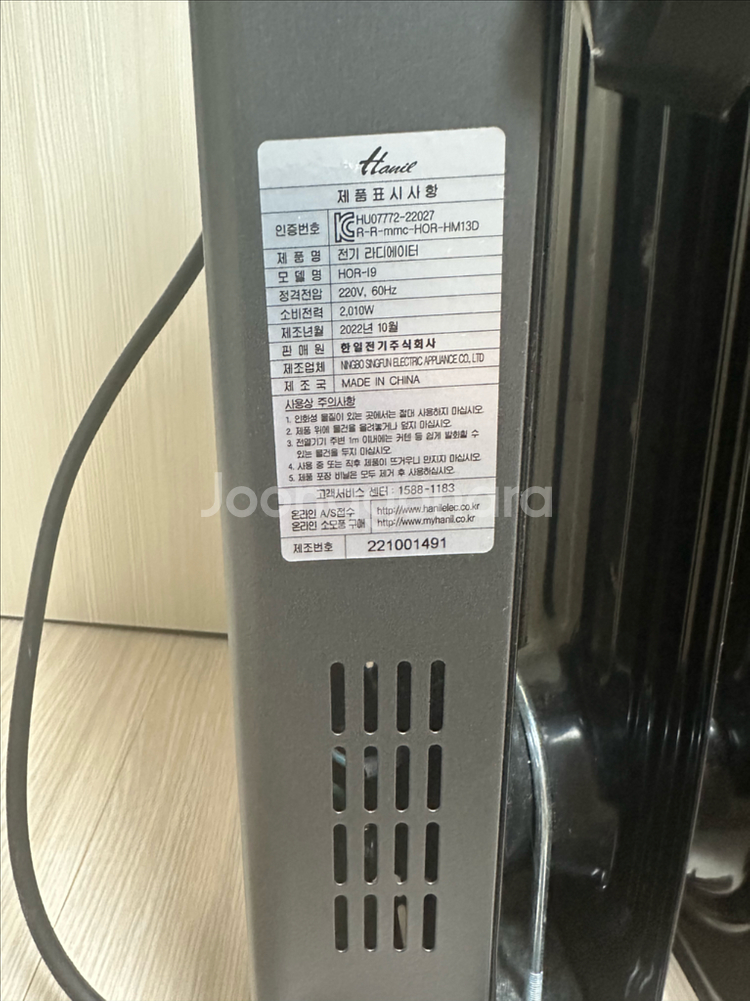 Hanil
제품표시사항
인증번호 HU07772-22027
R-R-mmc-HOR-HM13D
제 품 명 전기 라디에이터
모 델 명 HOR-I9
정격전압 220V, 60Hz
소비전력 2,010W
제조년월 2022년 10월
판 매 원 한일전기주식회사
제조업체 NINGBO SINGFUN ELECTRIC APPLIANCE CO., LTD
제 조 국 MADE IN CHINA
사용상 주의사항
1. 인화성 물질이 있는 곳에서는 절대 사용하지 마십시오.
2. 제품 위에 물건을 올려놓거나 덮지 마십시오.
3. 전열기기 주변 1m 이내에는 커텐 등 쉽게 발화될 수
있는 물건을 두지 마십시오.
4. 사용 중 또는 직후 제품이 뜨거우니 만지지 마십시오.
5. 제품 포장 비닐은 모두 제거 후 사용하십시오.
고객서비스 센터 : 1588-1183
Joonggonara
온라인 A/S접수 http://www.hanilelec.co.kr
온라인 소모품 구매 http://www.myhanil.co.kr
제조번호 221001491